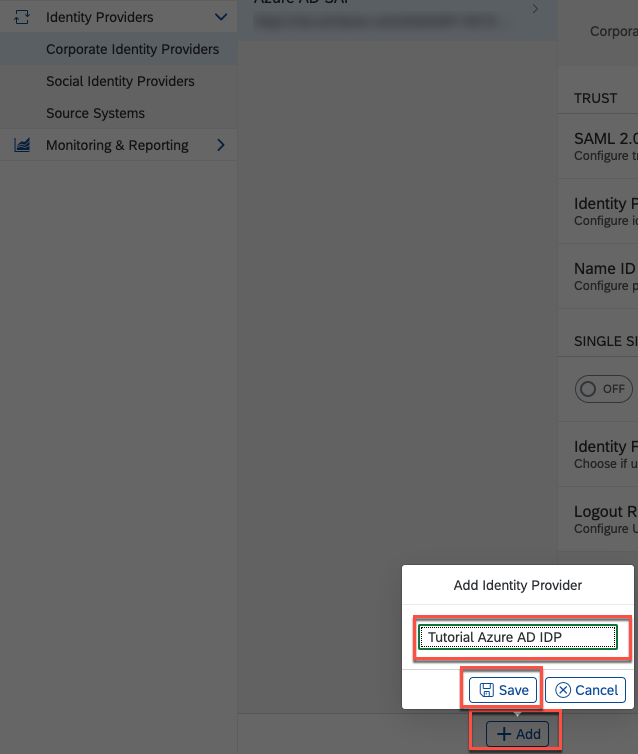 Identity Providers
Corporate Identity Providers
Social Identity Providers
Source Systems
Monitoring & Reporting
Azure AD SAP
Corpora
TRUST
SAML 2.0
Configure tr
Identity P
Configure id
Name ID
Configure p
SINGLE SI
OFF
Identity P
Choose if u
Logout R
Configure U
Add Identity Provider
Tutorial Azure AD IDP
Save
Cancel
Add